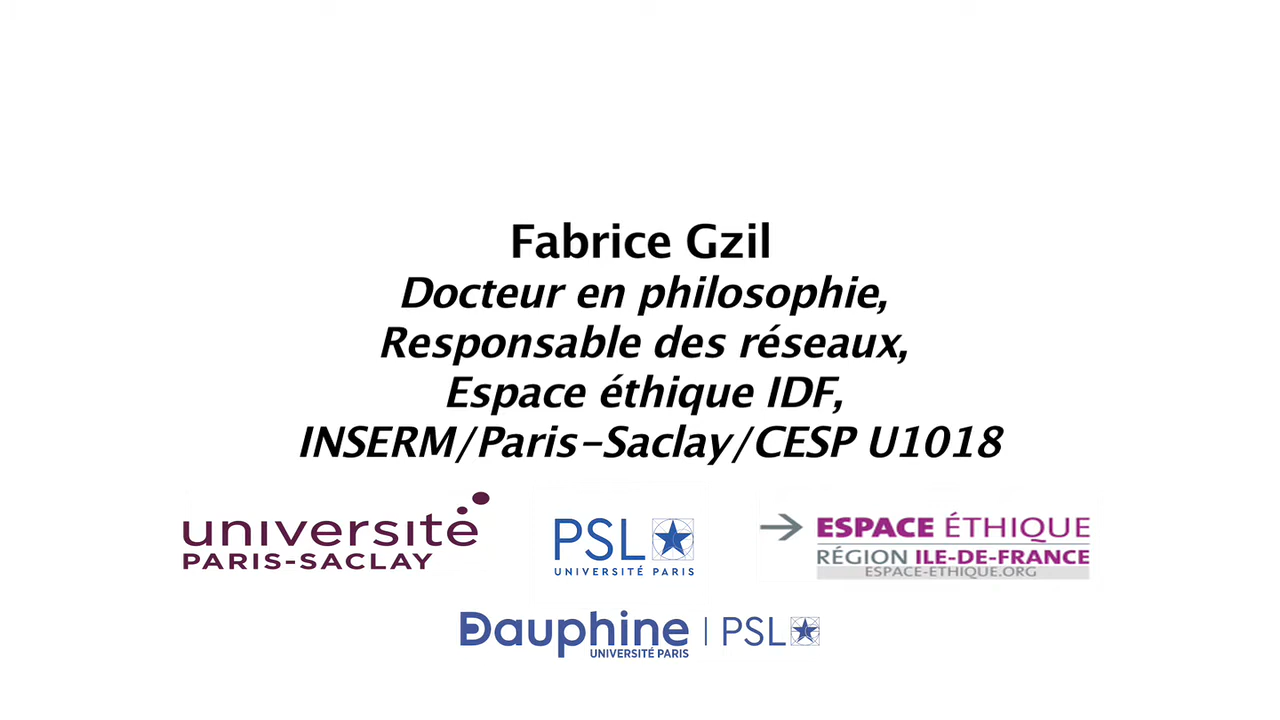 Fabrice Gzil
Docteur en philosophie,
Responsable des réseaux,
Espace éthique IDF,
INSERM/Paris-Saclay/CESP U1018
université
PARIS-SACLAY
PSL
UNIVERSITÉ PARIS
ESPACE ÉTHIQUE
RÉGION ILE-DE-FRANCE
ESPACE-ETHIQUE.ORG
Dauphine | PSL
UNIVERSITÉ PARIS